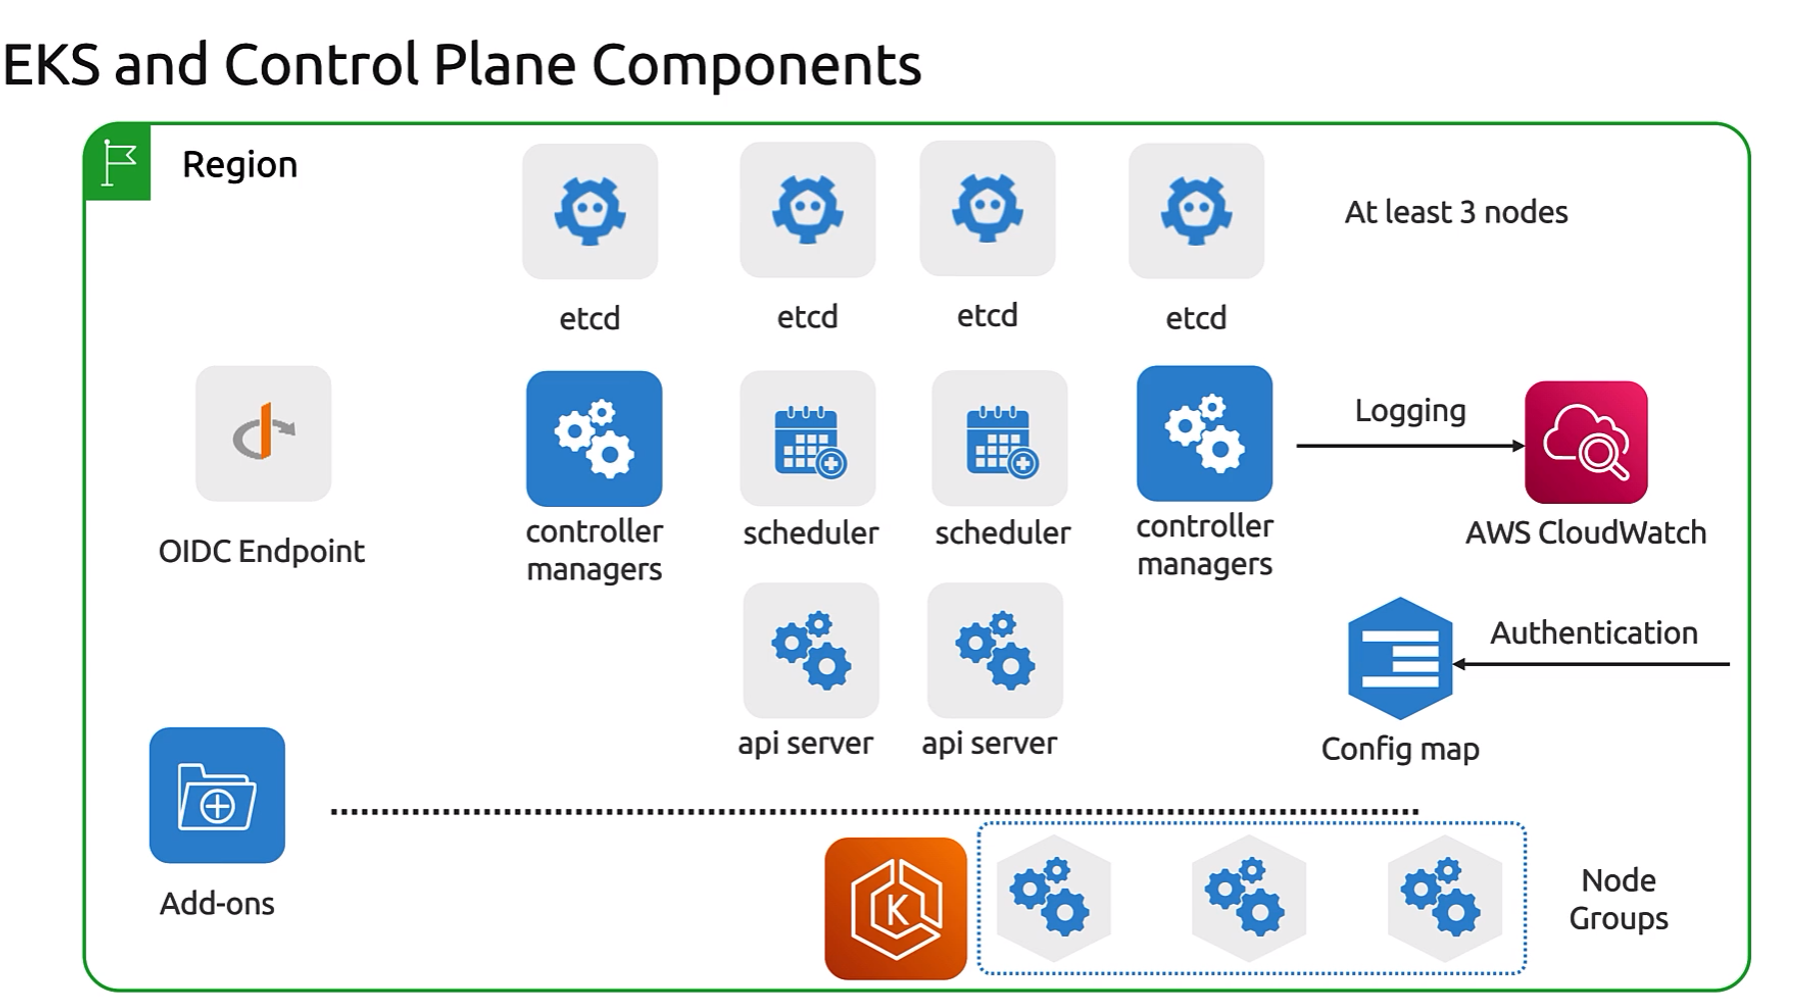 EKS and Control Plane Components
Region
At least 3 nodes
etcd
etcd
etcd
etcd
Logging
OIDC Endpoint
controller
managers
scheduler
scheduler
controller
managers
AWS CloudWatch
Authentication
api server
api server
Config map
K
Add-ons
Node
Groups